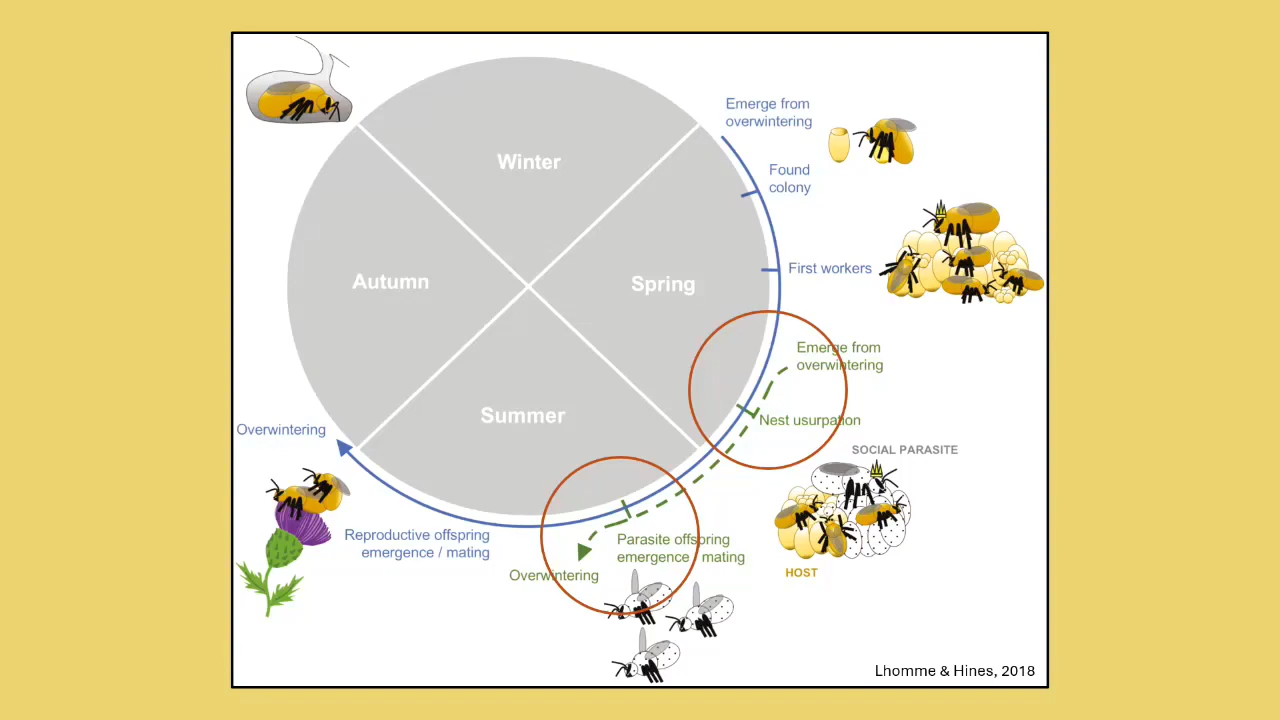 Emerge from
overwintering
Found
colony
Winter
Autumn
Spring
First workers
Emerge from
overwintering
Summer
Nest usurpation
Overwintering
SOCIAL PARASITE
Reproductive offspring
emergence / mating
Parasite offspring
emergence / mating
Overwintering
HOST
Lhomme & Hines, 2018